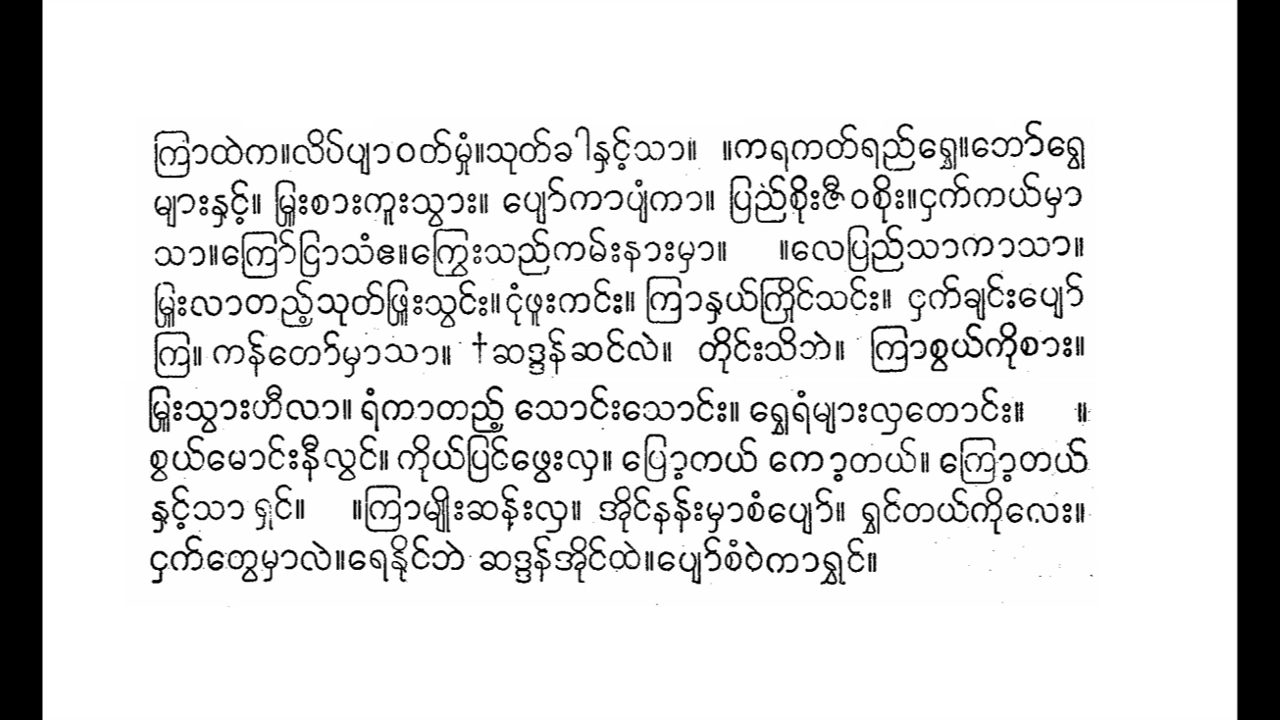 ကြာထဲက။လိပ်ပျာဝတ်မှုံ။သုတ်ခါနှင့်သာ။ ။ကရကတ်ရည်ရွှေ။ဘော်ရွေ
များနှင့်။ မြူးစားကူးသွား။ ပျော်ကာပျံကာ။ ပြည်စိုးဇီဝစိုး။ငှက်ကယ်မှာ
သာ။ကြော်ငြာသံဧ။ကြွေးသည်ကမ်းနားမှာ။ ။လေပြည်သာကာသာ။
မြူးလာတည့်သုတ်ဖြူးသွင်း။ငုံဖူးကင်း။ ကြာနှယ်ကြိုင်သင်း။ ငှက်ချင်းပျော်
ကြ။ ကန်တော်မှာသာ။ †ဆဒ္ဒန်ဆင်လဲ။ တိုင်းသိဘဲ။ ကြာစွယ်ကိုစား။
မြူးသွားဟီလာ။ ရံကာတည့် သောင်းသောင်း။ ရွှေရံများလှတောင်း။ ။
စွယ်မောင်းနီလွင်။ ကိုယ်ပြင်ဖွေးလှ။ ပြော့တယ် ကော့တယ်။ ကြော့တယ်
နှင့်သာ ရှင်။ ။ကြာမျိုးဆန်းလှ။ အိုင်နန်းမှာစံပျော်။ ရှင်တယ်ကိုလေး။
ငှက်တွေမှာလဲ။ရေနိုင်ဘဲ ဆဒ္ဒန်အိုင်ထဲ။ပျော်စံဝဲကာရွှင်။